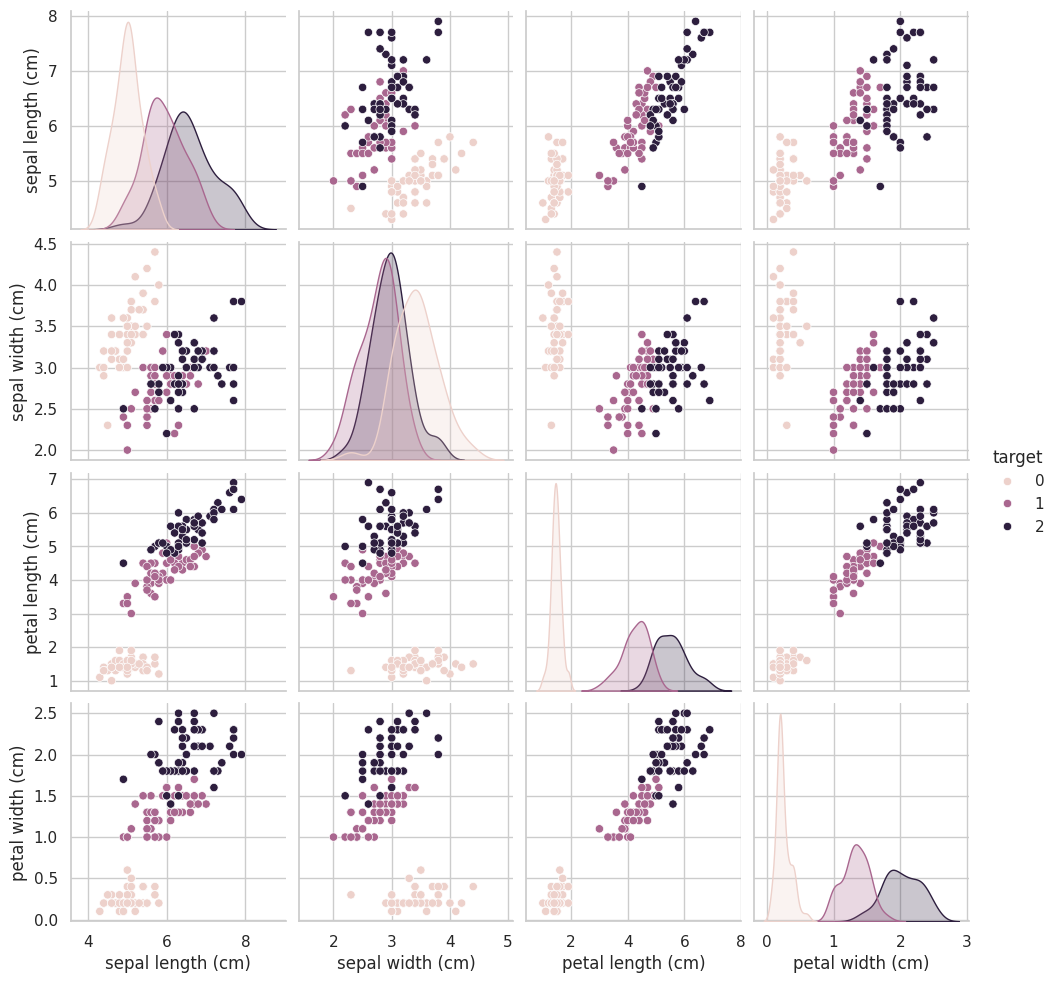 8
7
6
5
sepal length (cm)
4.5
4.0
3.5
3.0
2.5
2.0
sepal width (cm)
7
6
5
4
3
2
1
petal length (cm)
2.5
2.0
1.5
1.0
0.5
0.0
petal width (cm)
4 6 8
sepal length (cm)
2 3 4 5
sepal width (cm)
2 4 6 8
petal length (cm)
0 1 2 3
petal width (cm)
target
0
1
2